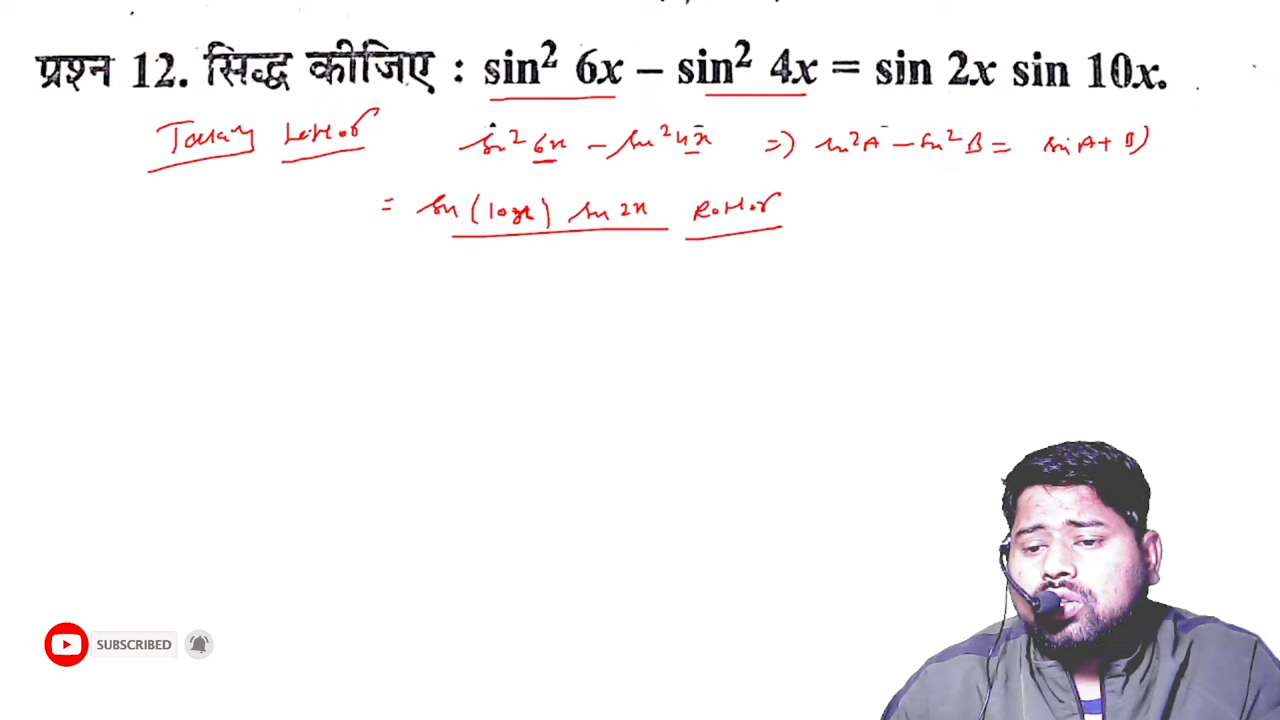 प्रश्न 12. सिद्ध कीजिए : sin² 6x – sin² 4x = sin 2x sin 10x.
Taking L.H.S sin² 6x – sin² 4x ⇒) sin²A – sin²B = sin A + B)
= sin (10x) sin 2x R.H.S
SUBSCRIBED